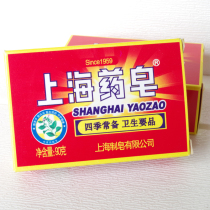 Since1959
上海药皂®
SHANGHAI YAOZAO
四季常备 卫生要品
净含量:90克
上海制皂有限公司